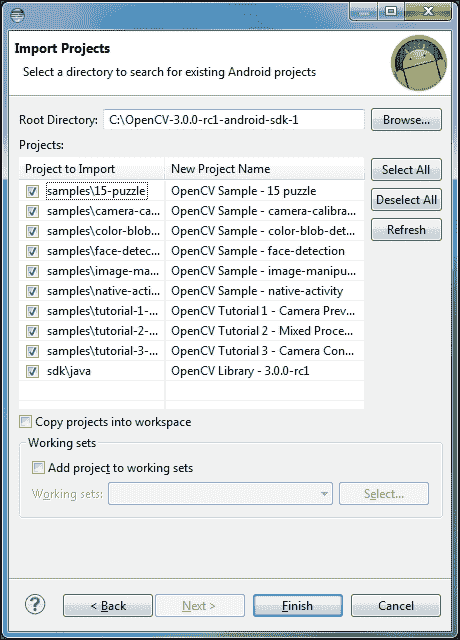 Import Projects
Select a directory to search for existing Android projects
Root Directory: C:\OpenCV-3.0.0-rc1-android-sdk-1 Browse...
Projects:
Project to Import New Project Name Select All
samples\15-puzzle OpenCV Sample - 15 puzzle
samples\camera-ca... OpenCV Sample - camera-calibra... Deselect All
samples\color-blob... OpenCV Sample - color-blob-det...
samples\face-detec... OpenCV Sample - face-detection Refresh
samples\image-ma... OpenCV Sample - image-manipu...
samples\native-acti... OpenCV Sample - native-activity
samples\tutorial-1-... OpenCV Tutorial 1 - Camera Prev...
samples\tutorial-2-... OpenCV Tutorial 2 - Mixed Proce...
samples\tutorial-3-... OpenCV Tutorial 3 - Camera Con...
sdk\java OpenCV Library - 3.0.0-rc1
Copy projects into workspace
Working sets
Add project to working sets
Working sets: Select...
? < Back Next > Finish Cancel